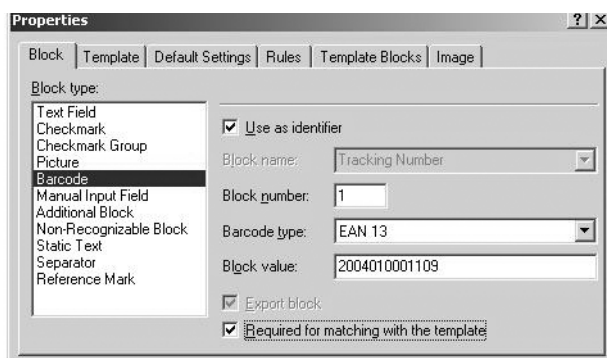 Properties
? X
Block Template Default Settings Rules Template Blocks Image
Block type:
Text Field
Checkmark
Checkmark Group
Picture
Barcode
Manual Input Field
Additional Block
Non-Recognizable Block
Static Text
Separator
Reference Mark
Use as identifier
Block name: Tracking Number
Block number: 1
Barcode type: EAN 13
Block value: 2004010001109
Export block
Required for matching with the template